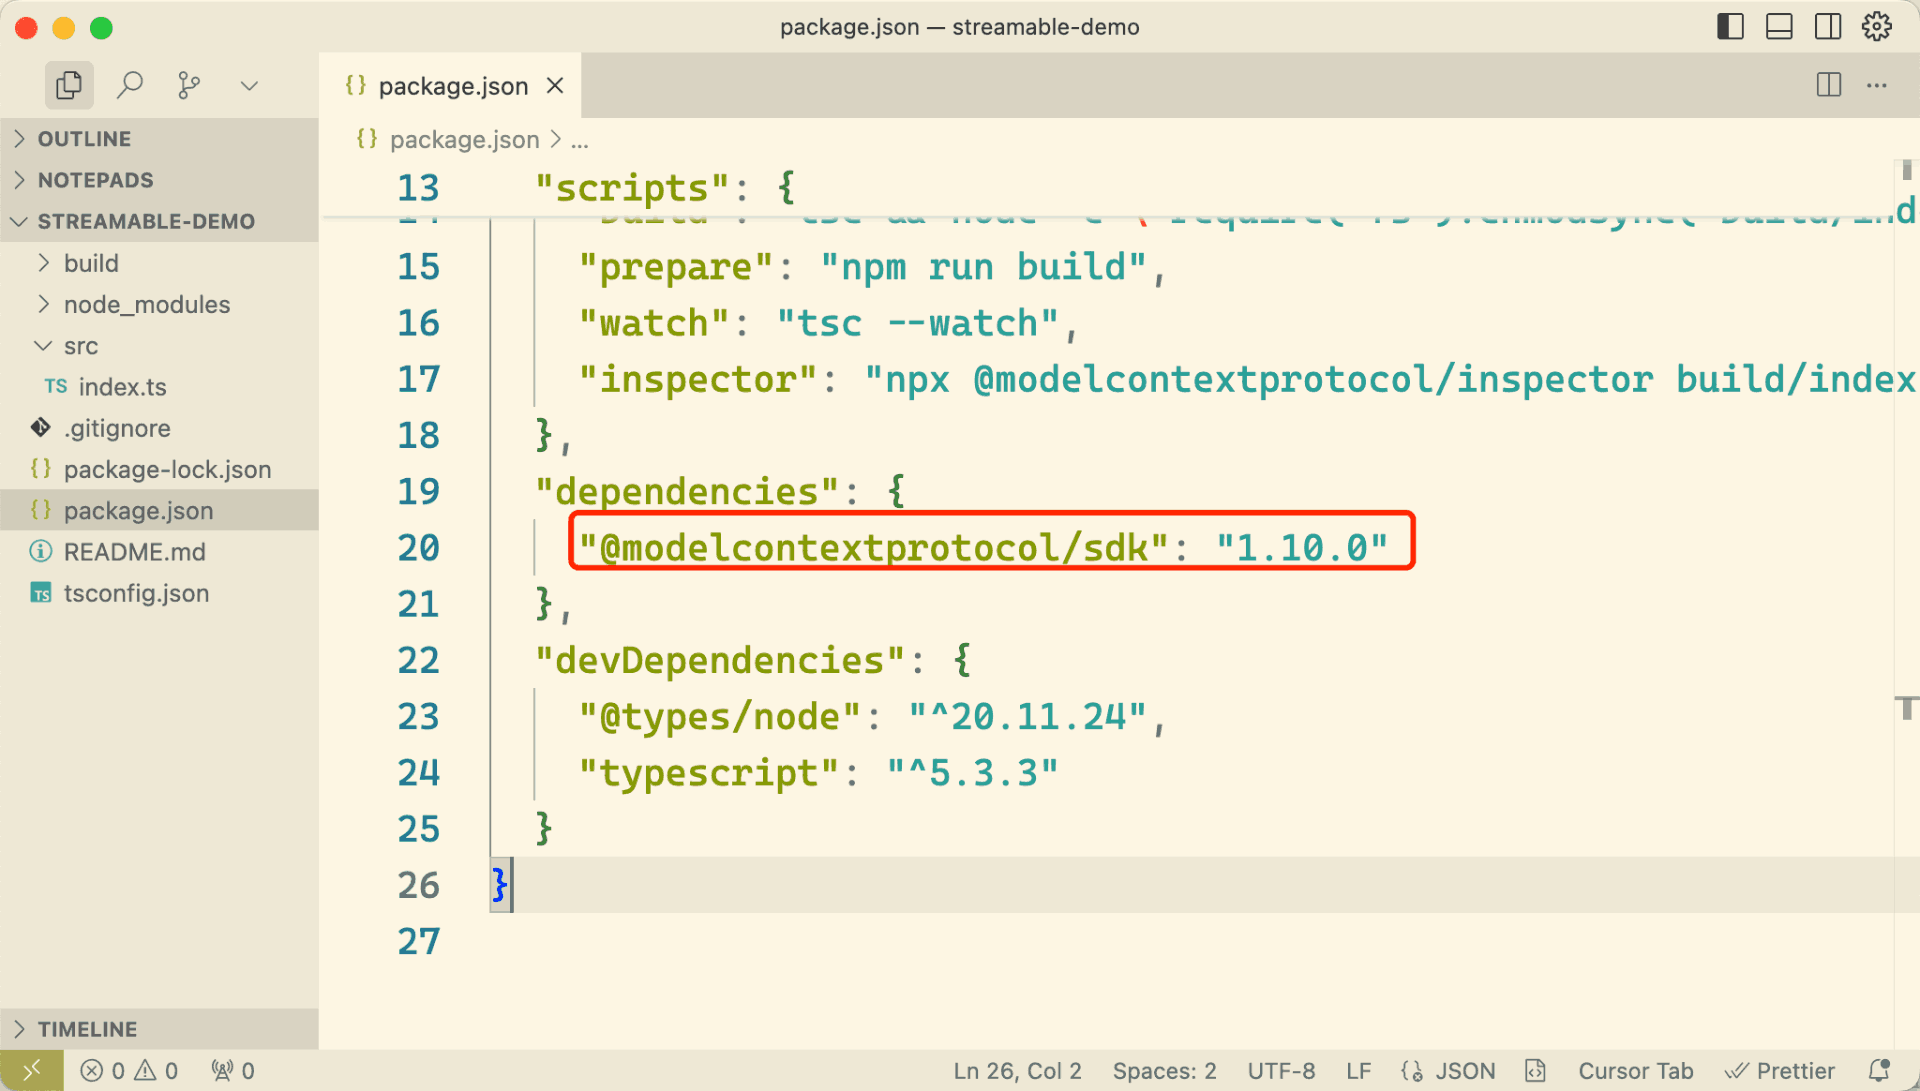 package.json — streamable-demo
package.json
OUTLINE
NOTEPADS
STREAMABLE-DEMO
build
node_modules
src
TS index.ts
.gitignore
package-lock.json
package.json
README.md
TS tsconfig.json
TIMELINE
{} package.json > ...
13 "scripts": {
15 "prepare": "npm run build",
16 "watch": "tsc --watch",
17 "inspector": "npx @modelcontextprotocol/inspector build/index
18 },
19 "dependencies": {
20 "@modelcontextprotocol/sdk": "1.10.0"
21 },
22 "devDependencies": {
23 "@types/node": "^20.11.24",
24 "typescript": "^5.3.3"
25 }
26 }
27
0 0 0
Ln 26, Col 2 Spaces: 2 UTF-8 LF JSON Cursor Tab Prettier